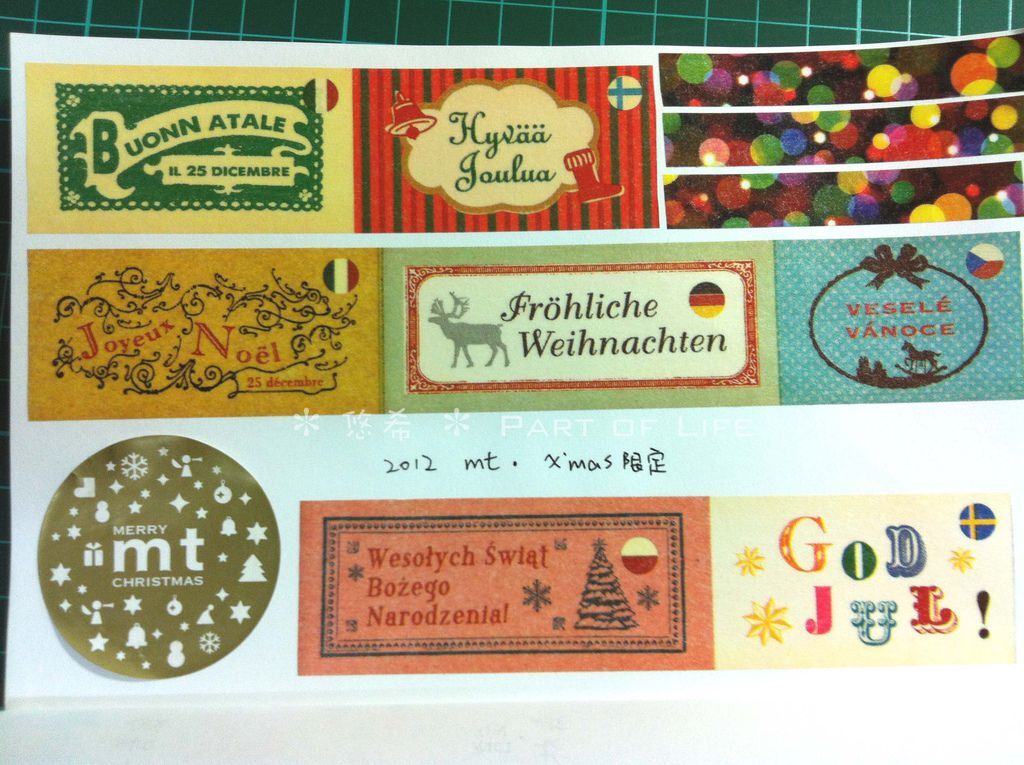 BUONN ATALE
IL 25 DICEMBRE
Hyvää
Joulua
Joyeux Noël
25 décembre
Fröhliche
Weihnachten
VESELÉ
VÁNOCE
* 悠希 * PART OF LIFE
2012 mt. X'mas 限定
MERRY
mt
CHRISTMAS
Wesołych Świąt
Bożego
Narodzenia!
GOD
JUL!